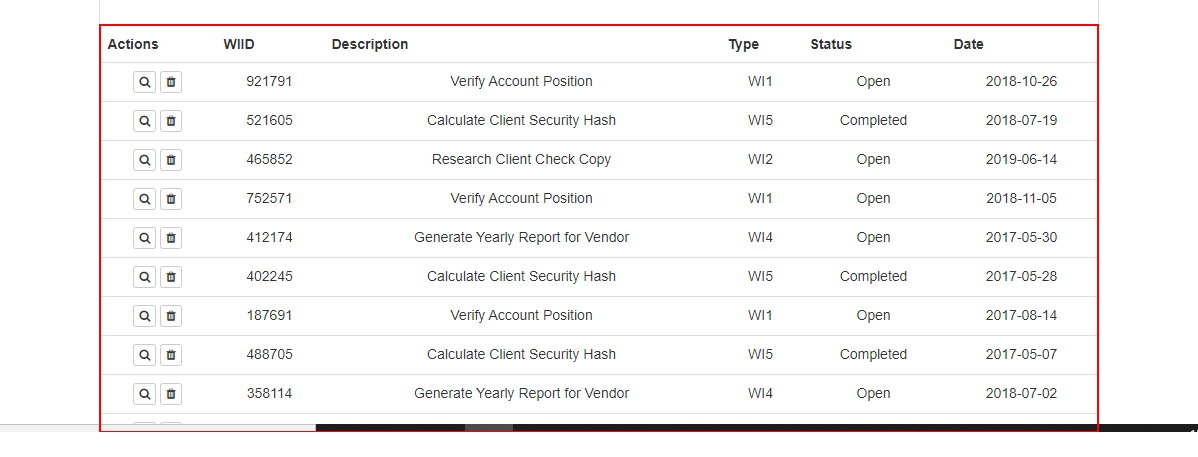 Actions WIID Description Type Status Date
921791 Verify Account Position WI1 Open 2018-10-26
521605 Calculate Client Security Hash WI5 Completed 2018-07-19
465852 Research Client Check Copy WI2 Open 2019-06-14
752571 Verify Account Position WI1 Open 2018-11-05
412174 Generate Yearly Report for Vendor WI4 Open 2017-05-30
402245 Calculate Client Security Hash WI5 Completed 2017-05-28
187691 Verify Account Position WI1 Open 2017-08-14
488705 Calculate Client Security Hash WI5 Completed 2017-05-07
358114 Generate Yearly Report for Vendor WI4 Open 2018-07-02